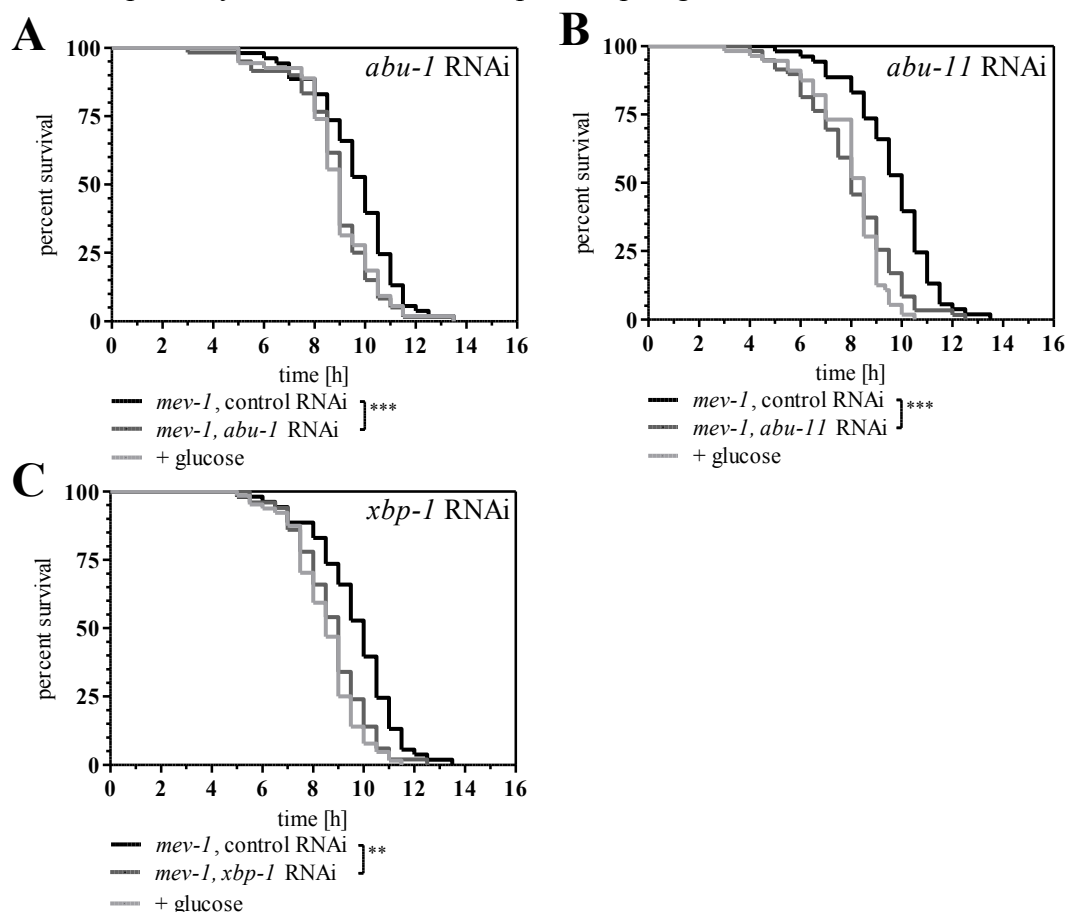 A
abu-1 RNAi
percent survival
100
75
50
25
0
0 2 4 6 8 10 12 14 16
time [h]
mev-1, control RNAi
***
mev-1, abu-1 RNAi
+ glucose
B
abu-11 RNAi
percent survival
100
75
50
25
0
0 2 4 6 8 10 12 14 16
time [h]
mev-1, control RNAi
***
mev-1, abu-11 RNAi
+ glucose
C
xbp-1 RNAi
percent survival
100
75
50
25
0
0 2 4 6 8 10 12 14 16
time [h]
mev-1, control RNAi
**
mev-1, xbp-1 RNAi
+ glucose